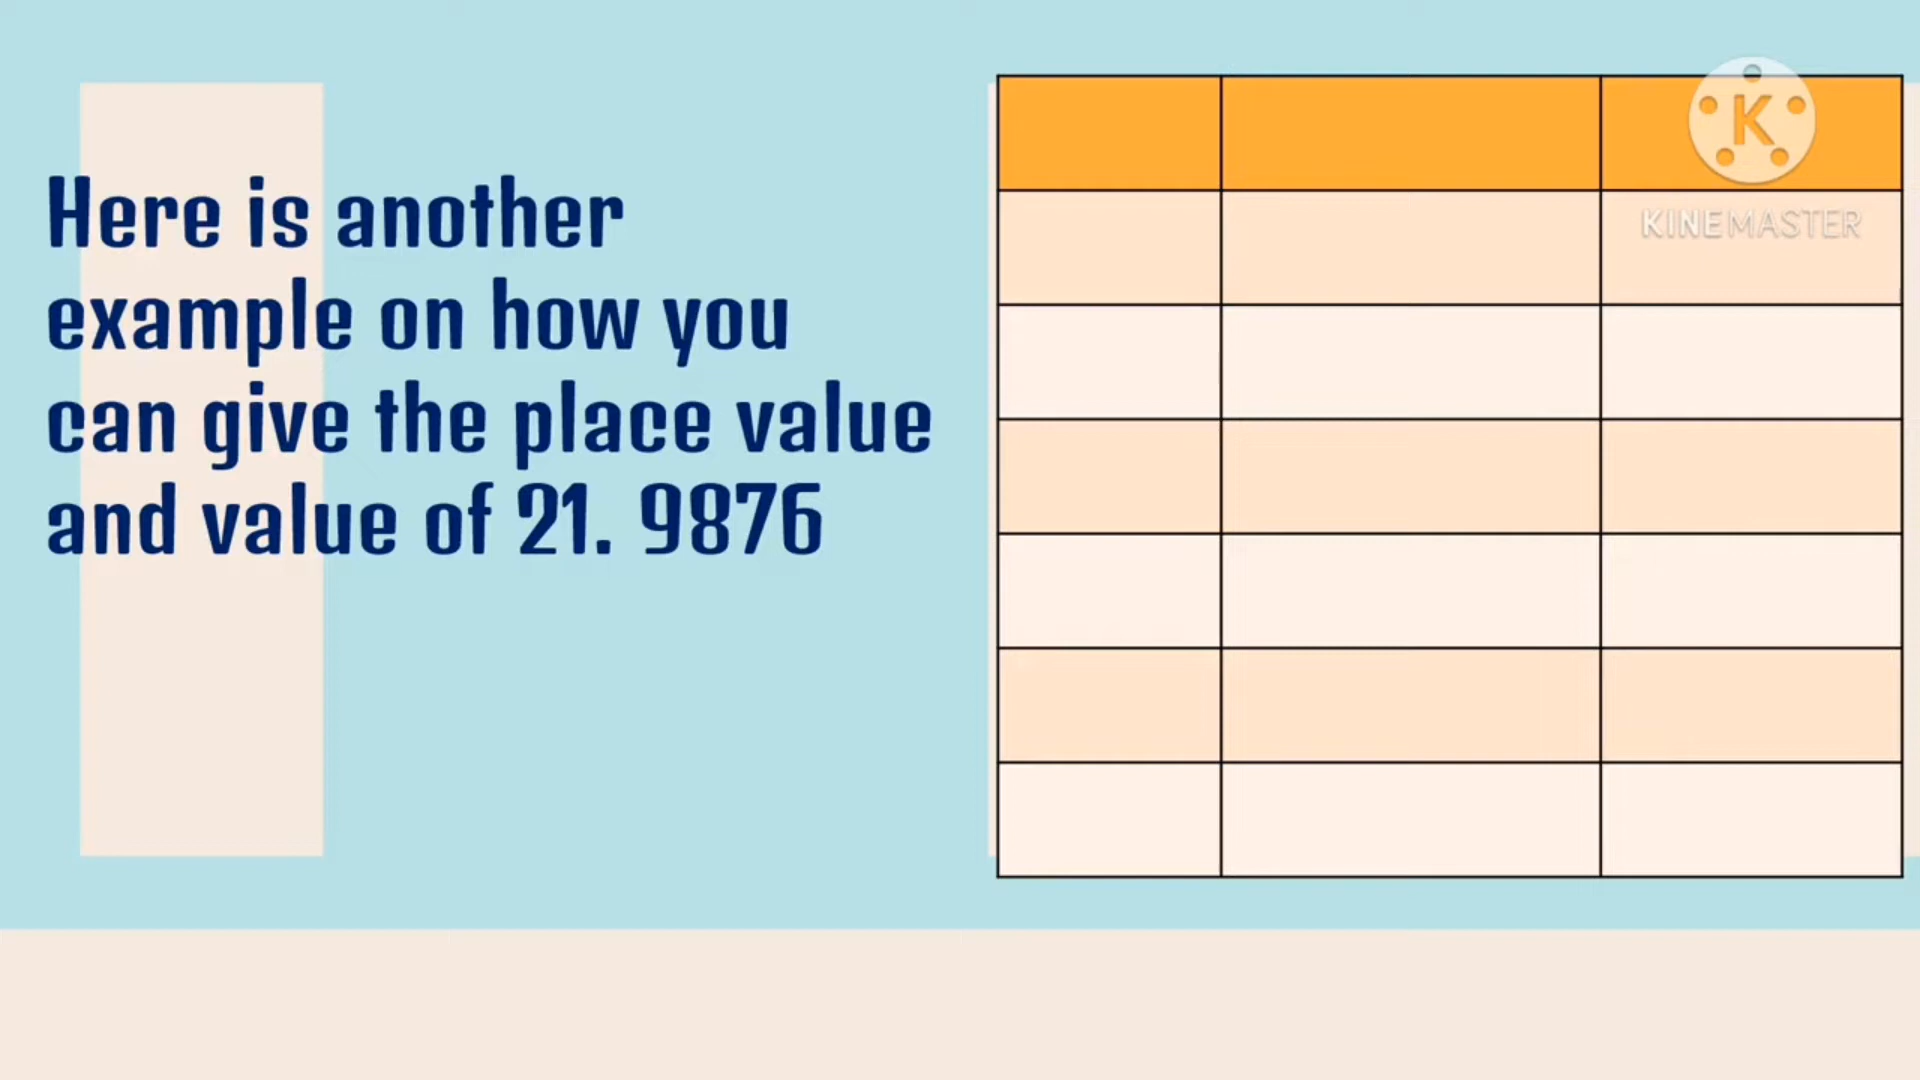 Here is another
example on how you
can give the place value
and value of 21. 9876
K
KINEMASTER